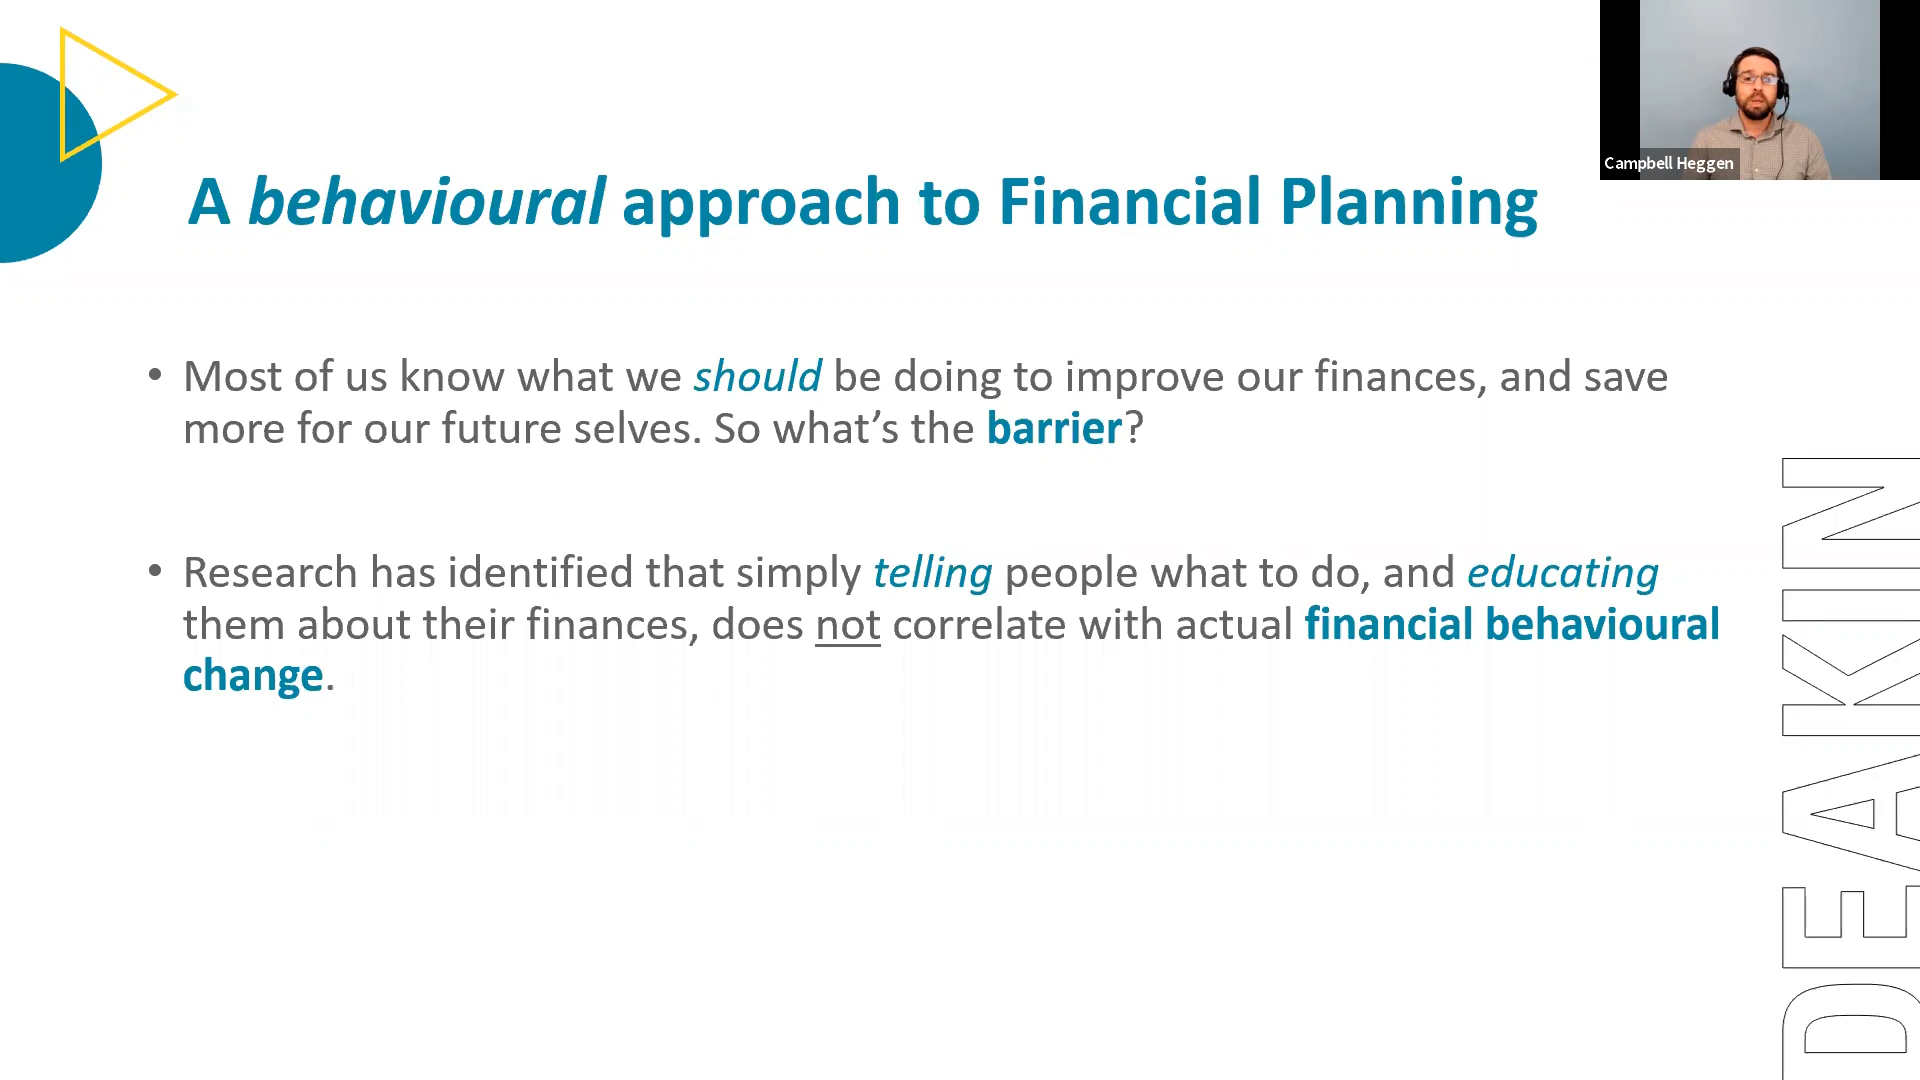 Campbell Heggen
A behavioural approach to Financial Planning
• Most of us know what we should be doing to improve our finances, and save
more for our future selves. So what’s the barrier?
• Research has identified that simply telling people what to do, and educating
them about their finances, does not correlate with actual financial behavioural
change.
DEAKIN